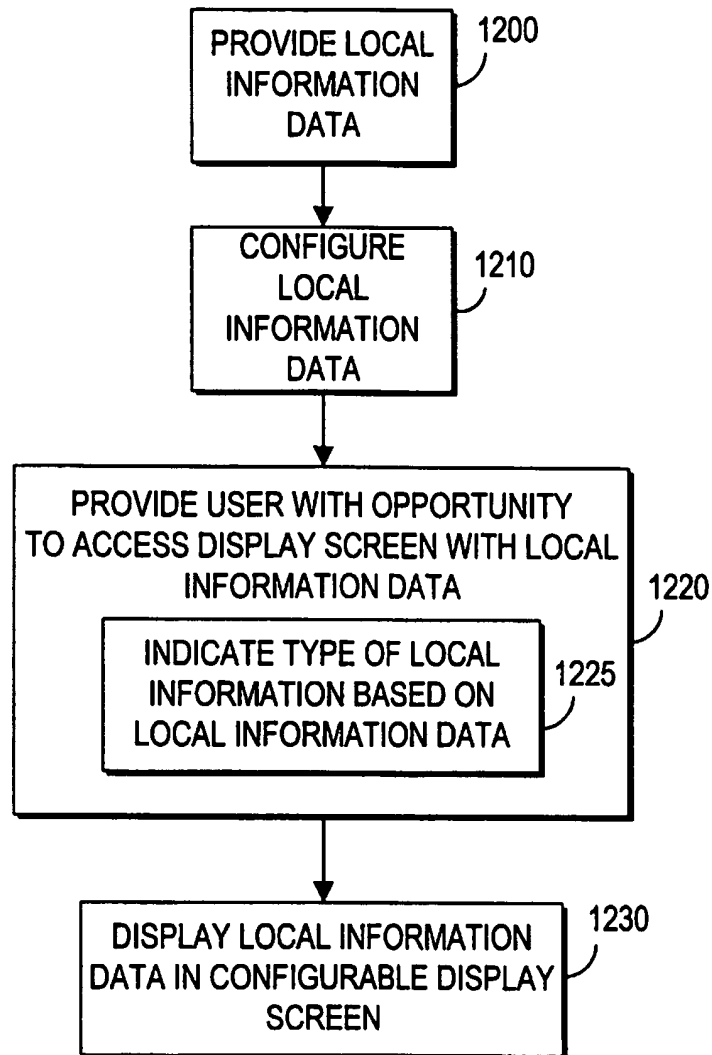 PROVIDE LOCAL
INFORMATION
DATA
1200
CONFIGURE
LOCAL
INFORMATION
DATA
1210
PROVIDE USER WITH OPPORTUNITY
TO ACCESS DISPLAY SCREEN WITH LOCAL
INFORMATION DATA
1220
INDICATE TYPE OF LOCAL
INFORMATION BASED ON
LOCAL INFORMATION DATA
1225
DISPLAY LOCAL INFORMATION
DATA IN CONFIGURABLE DISPLAY
SCREEN
1230